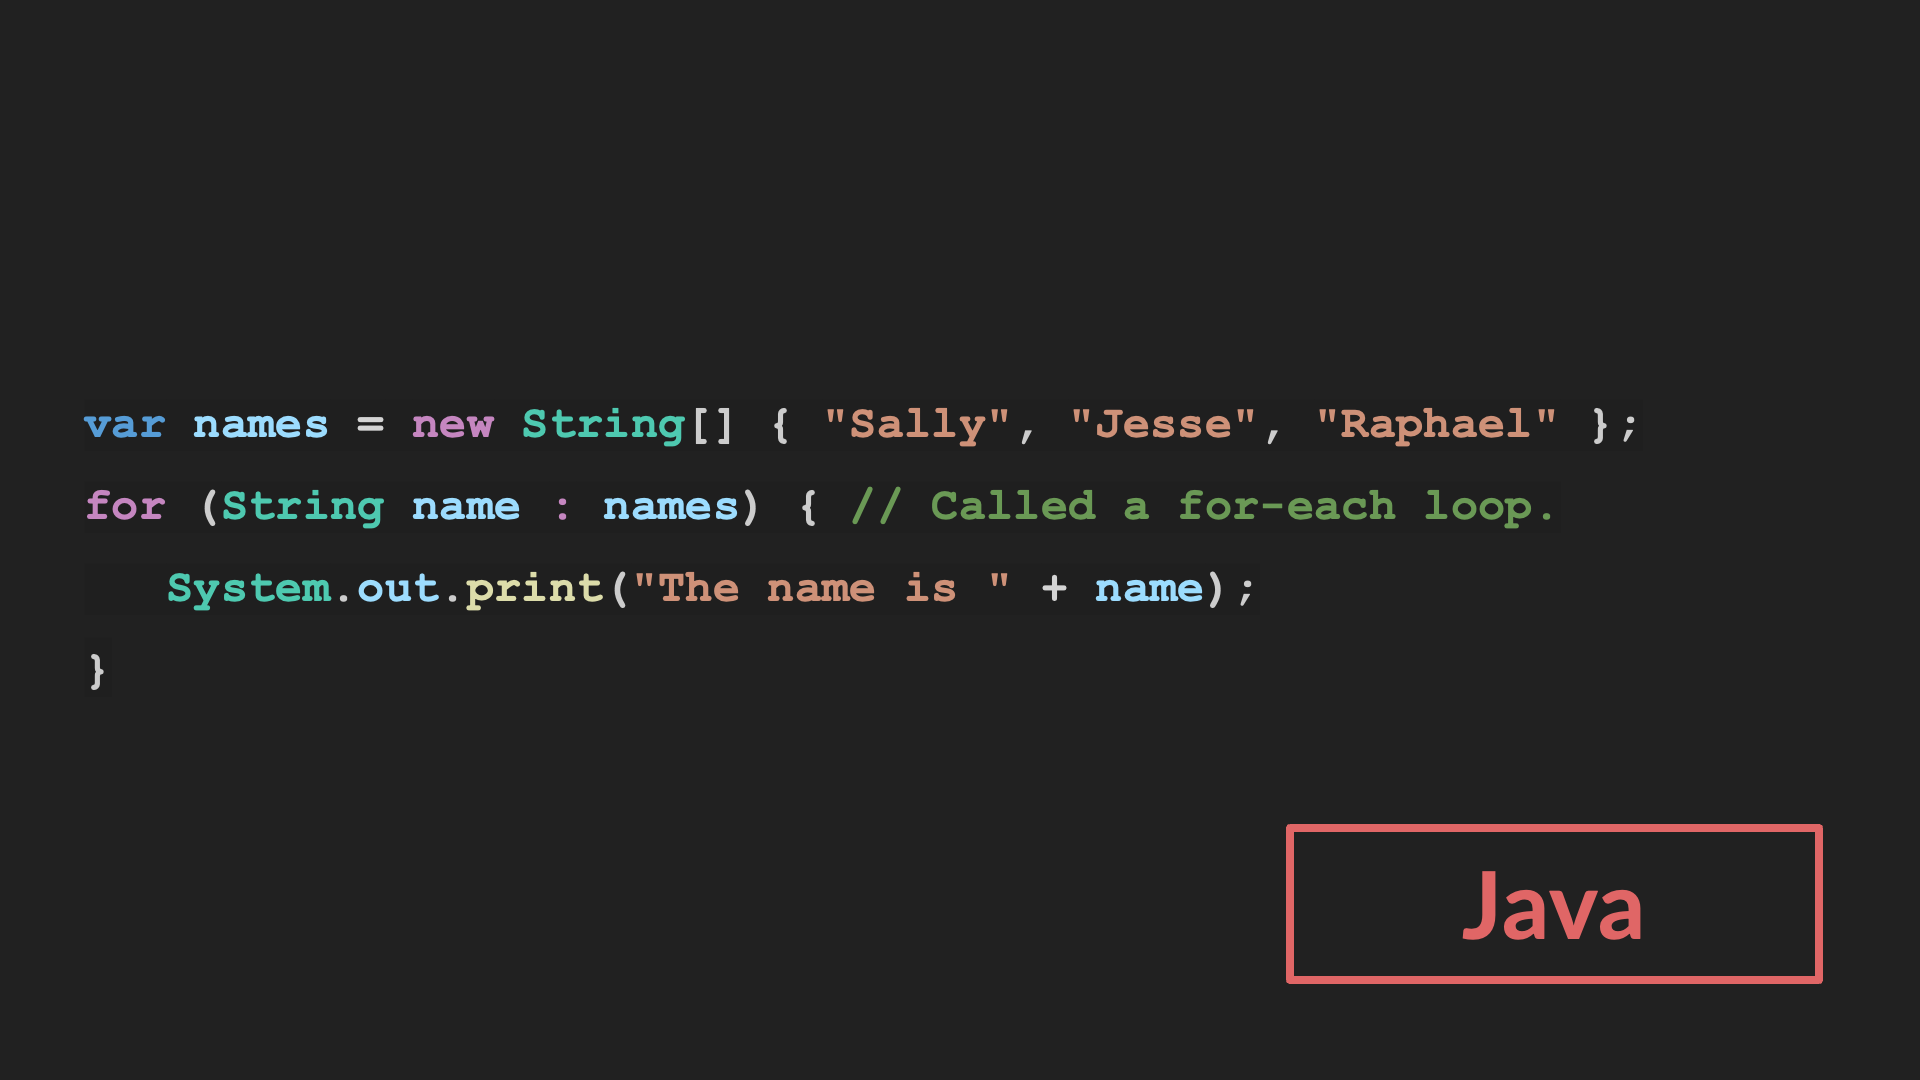 var names = new String[] { "Sally", "Jesse", "Raphael" };
for (String name : names) { // Called a for-each loop.
   System.out.print("The name is " + name);
}
Java